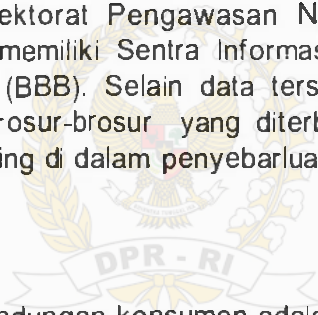 ektorat Pengawasan N
memiliki Sentra Informas
(BBB). Selain data ters
rosur-brosur yang diterb
ing di dalam penyebarlua
DPR - RI
ndungan konsumen adala